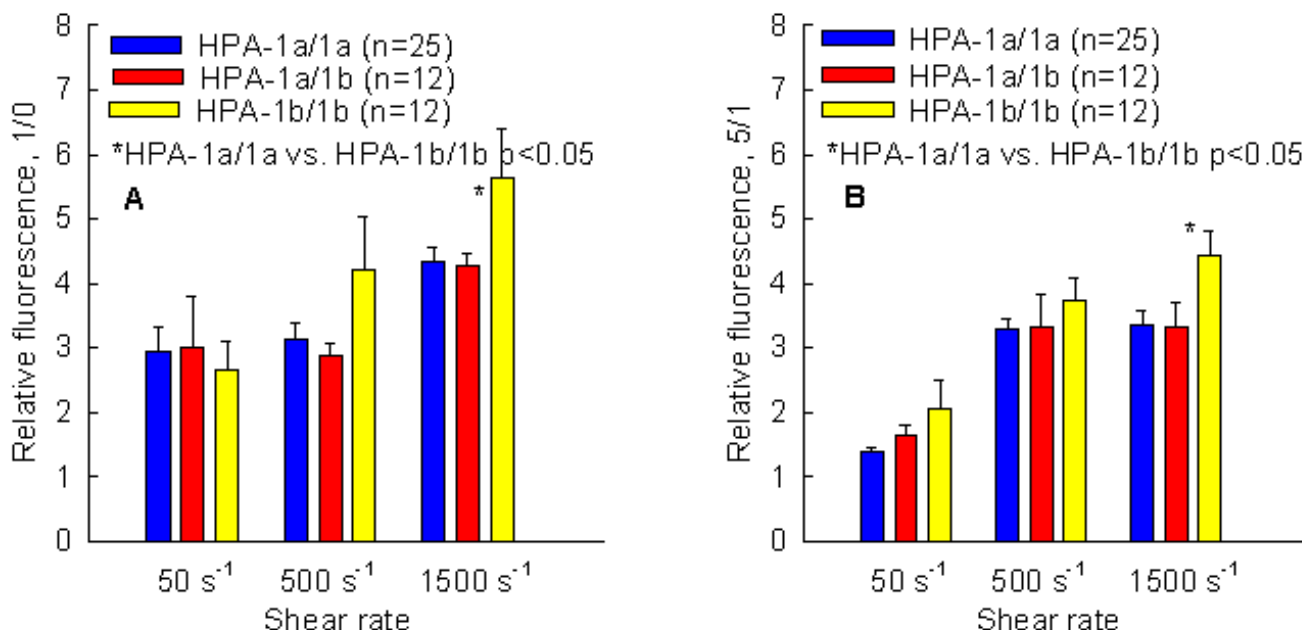 8
7
6
5
4
3
2
1
0
Relative fluorescence, 1/0
HPA-1a/1a (n=25)
HPA-1a/1b (n=12)
HPA-1b/1b (n=12)
*HPA-1a/1a vs. HPA-1b/1b p<0.05
A
*
50 s⁻¹ 500 s⁻¹ 1500 s⁻¹
Shear rate
8
7
6
5
4
3
2
1
0
Relative fluorescence, 5/1
HPA-1a/1a (n=25)
HPA-1a/1b (n=12)
HPA-1b/1b (n=12)
*HPA-1a/1a vs. HPA-1b/1b p<0.05
B
*
50 s⁻¹ 500 s⁻¹ 1500 s⁻¹
Shear rate